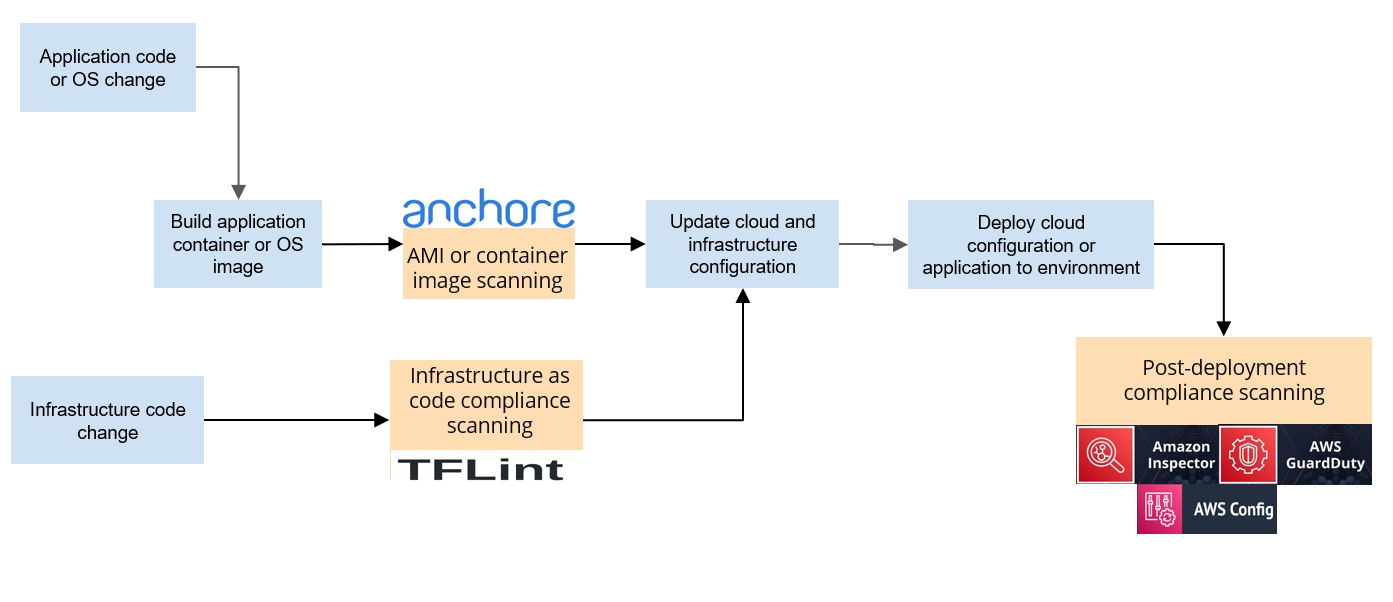 Application code
or OS change
Build application
container or OS
image
anchore
AMI or container
image scanning
Update cloud and
infrastructure
configuration
Deploy cloud
configuration or
application to environment
Infrastructure code
change
Infrastructure as
code compliance
scanning
TFLint
Post-deployment
compliance scanning
Amazon
Inspector
AWS
GuardDuty
AWS Config